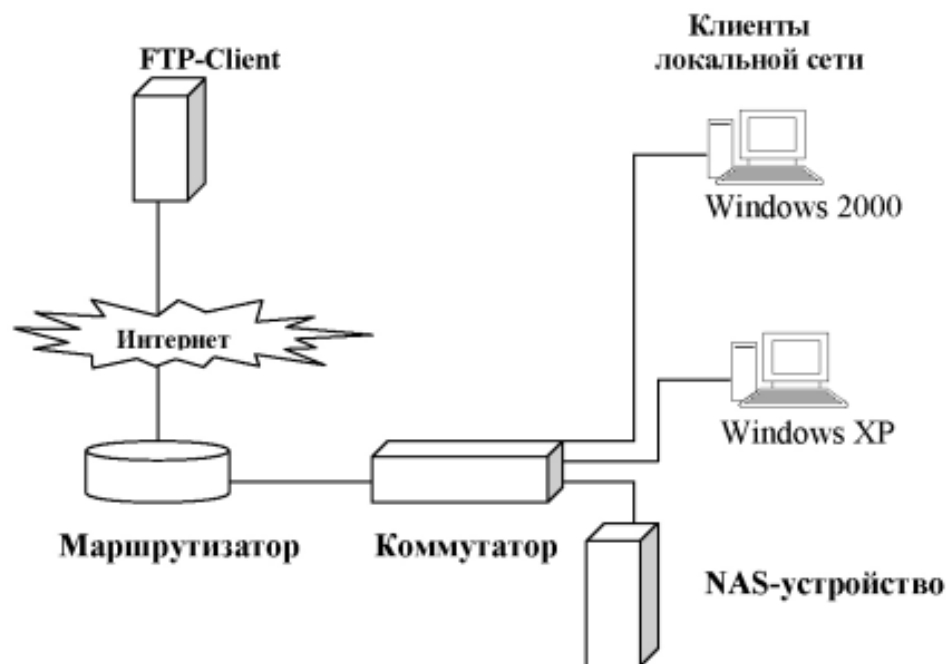 Клиенты
локальной сети
FTP-Client
Windows 2000
Интернет
Windows XP
Маршрутизатор
Коммутатор
NAS-устройство